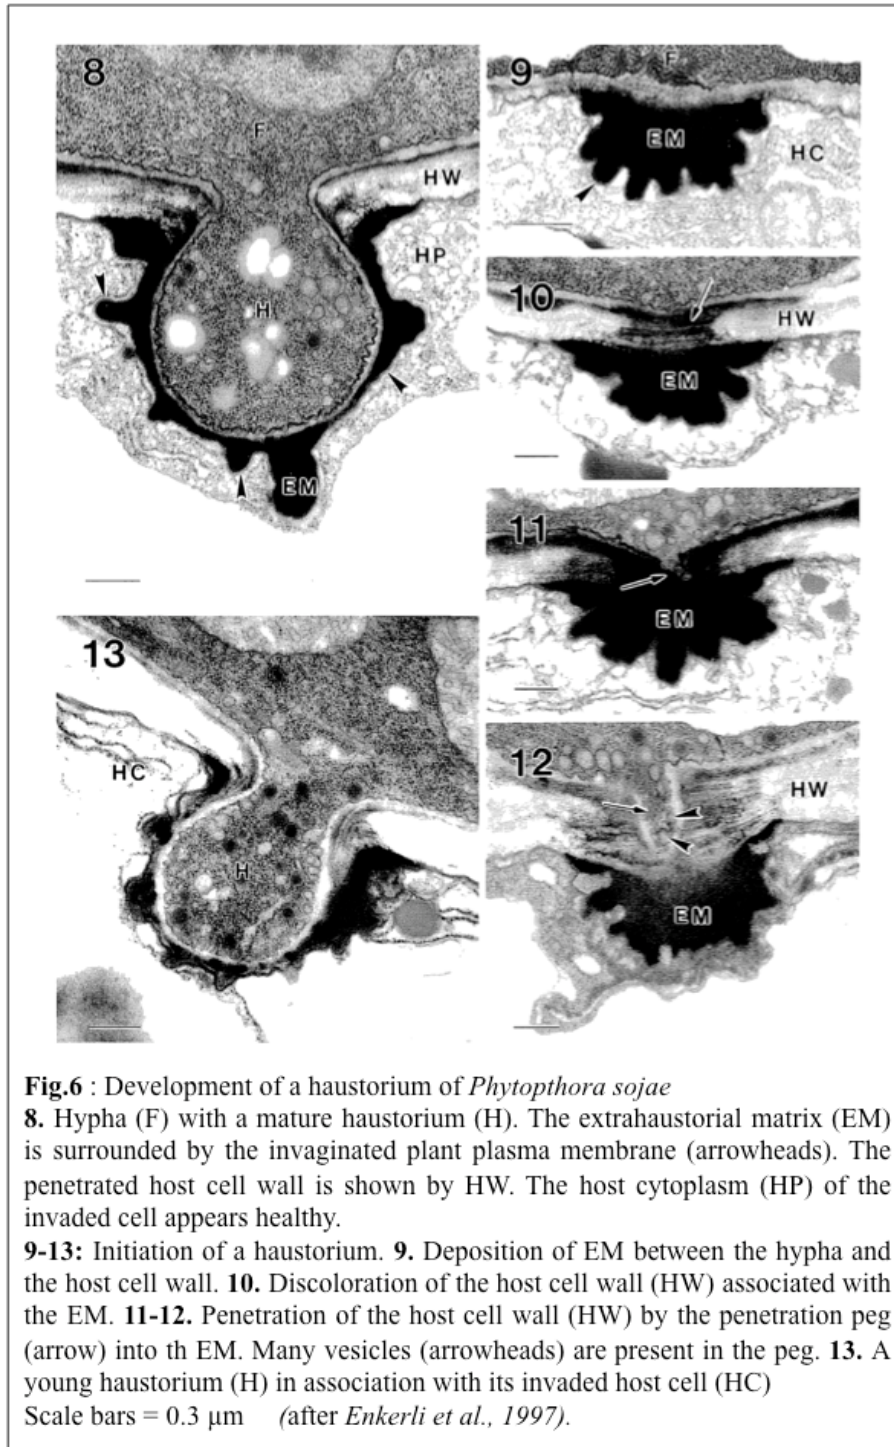 8
F
HW
HP
H
EM
9
F
EM
HC
10
HW
EM
11
EM
13
HC
H
12
HW
EM
Fig.6 : Development of a haustorium of Phytopthora sojae
8. Hypha (F) with a mature haustorium (H). The extrahaustorial matrix (EM)
is surrounded by the invaginated plant plasma membrane (arrowheads). The
penetrated host cell wall is shown by HW. The host cytoplasm (HP) of the
invaded cell appears healthy.
9-13: Initiation of a haustorium. 9. Deposition of EM between the hypha and
the host cell wall. 10. Discoloration of the host cell wall (HW) associated with
the EM. 11-12. Penetration of the host cell wall (HW) by the penetration peg
(arrow) into th EM. Many vesicles (arrowheads) are present in the peg. 13. A
young haustorium (H) in association with its invaded host cell (HC)
Scale bars = 0.3 μm (after Enkerli et al., 1997).